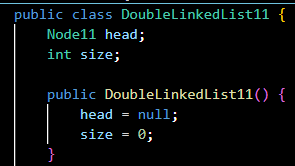 public class DoubleLinkedList11 {
    Node11 head;
    int size;

    public DoubleLinkedList11() {
        head = null;
        size = 0;
    }